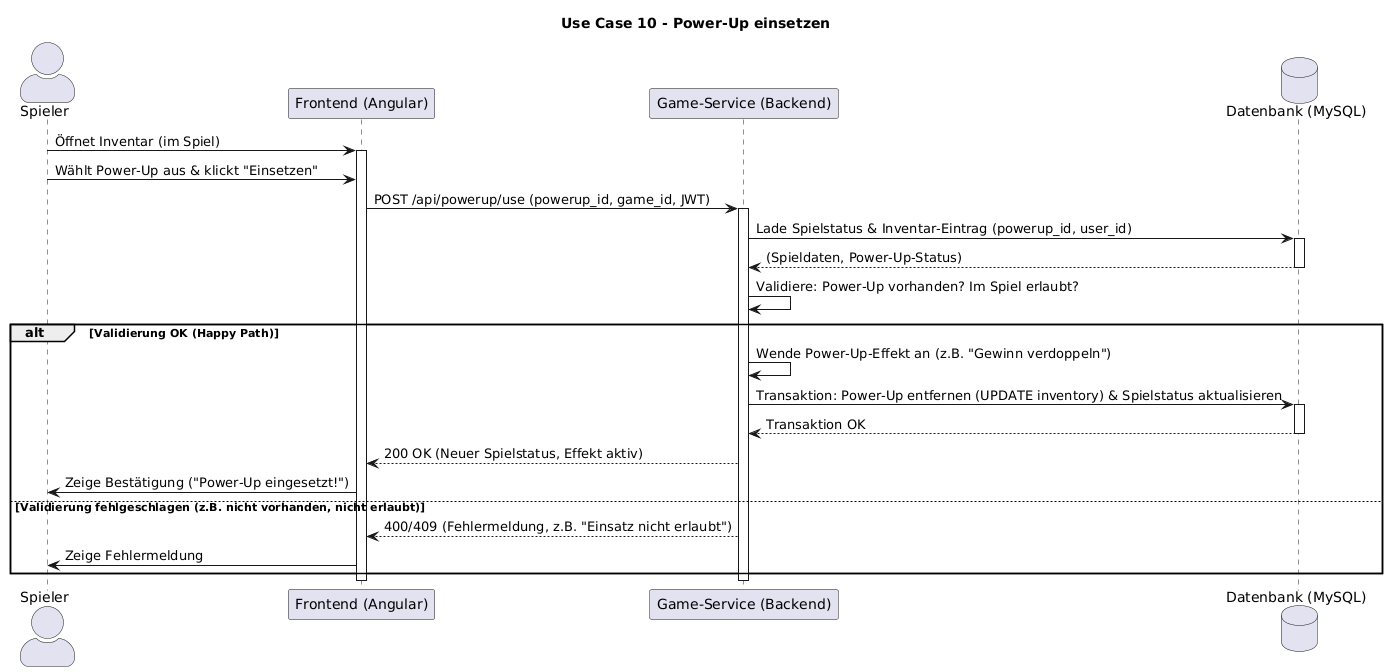 Use Case 10 - Power-Up einsetzen
Spieler
Frontend (Angular)
Game-Service (Backend)
Datenbank (MySQL)
Öffnet Inventar (im Spiel)
Wählt Power-Up aus & klickt "Einsetzen"
POST /api/powerup/use (powerup_id, game_id, JWT)
Lade Spielstatus & Inventar-Eintrag (powerup_id, user_id)
(Spieldaten, Power-Up-Status)
Validiere: Power-Up vorhanden? Im Spiel erlaubt?
alt
[Validierung OK (Happy Path)]
Wende Power-Up-Effekt an (z.B. "Gewinn verdoppeln")
Transaktion: Power-Up entfernen (UPDATE inventory) & Spielstatus aktualisieren
Transaktion OK
200 OK (Neuer Spielstatus, Effekt aktiv)
Zeige Bestätigung ("Power-Up eingesetzt!")
[Validierung fehlgeschlagen (z.B. nicht vorhanden, nicht erlaubt)]
400/409 (Fehlermeldung, z.B. "Einsatz nicht erlaubt")
Zeige Fehlermeldung
Spieler
Frontend (Angular)
Game-Service (Backend)
Datenbank (MySQL)